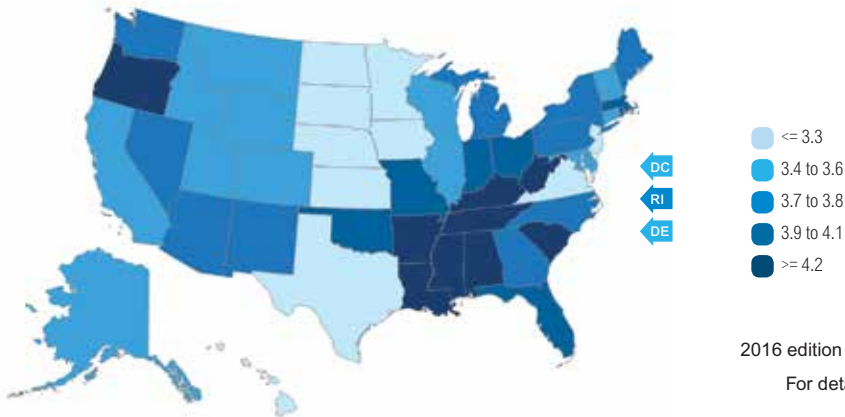 DC
RI
DE
<= 3.3
3.4 to 3.6
3.7 to 3.8
3.9 to 4.1
>= 4.2
2016 edition
For deta